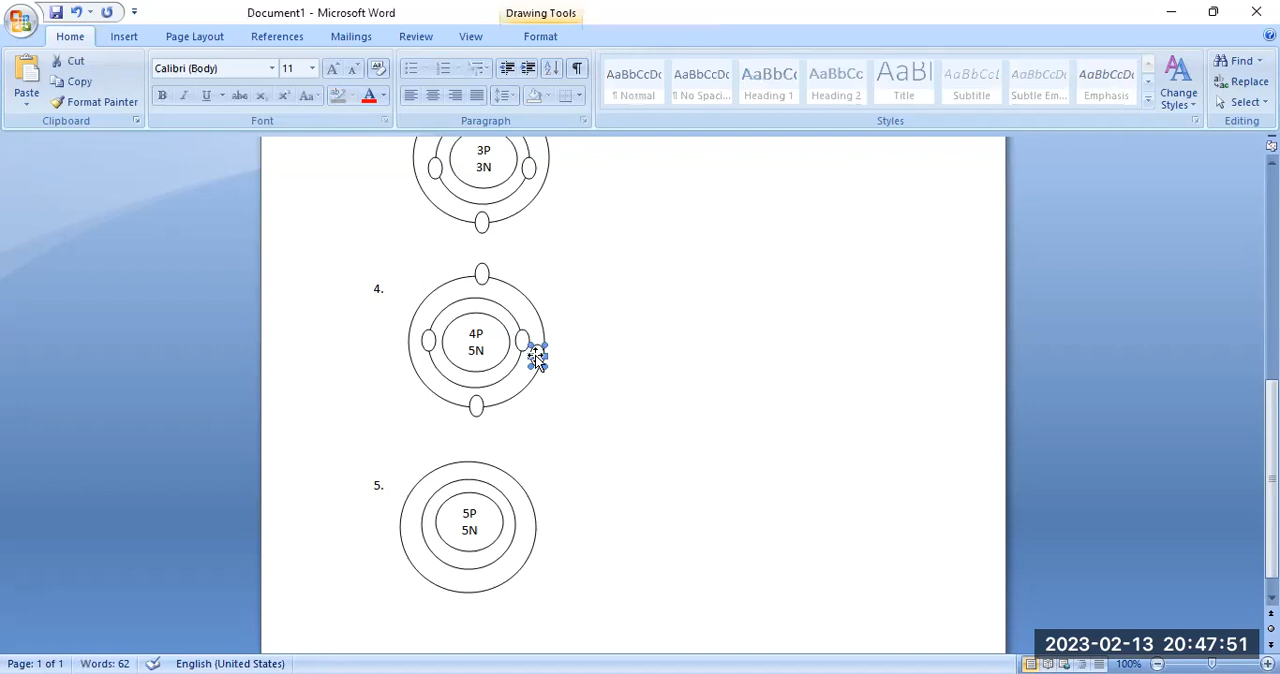 Document1 - Microsoft Word
Drawing Tools
Home
Insert
Page Layout
References
Mailings
Review
View
Format
Paste
Cut
Copy
Format Painter
Clipboard
Calibri (Body)
11
Font
Paragraph
AaBbCcDc
¶ Normal
AaBbCcDc
¶ No Spaci...
AaBbCc
Heading 1
AaBbCc
Heading 2
AaBl
Title
AaBbCcL
Subtitle
AaBbCcDc
Subtle Em...
AaBbCcDc
Emphasis
Change
Styles
Styles
Find
Replace
Select
Editing
3P
3N
4.
4P
5N
5.
5P
5N
2023-02-13 20:47:51
Page: 1 of 1
Words: 62
English (United States)
100%